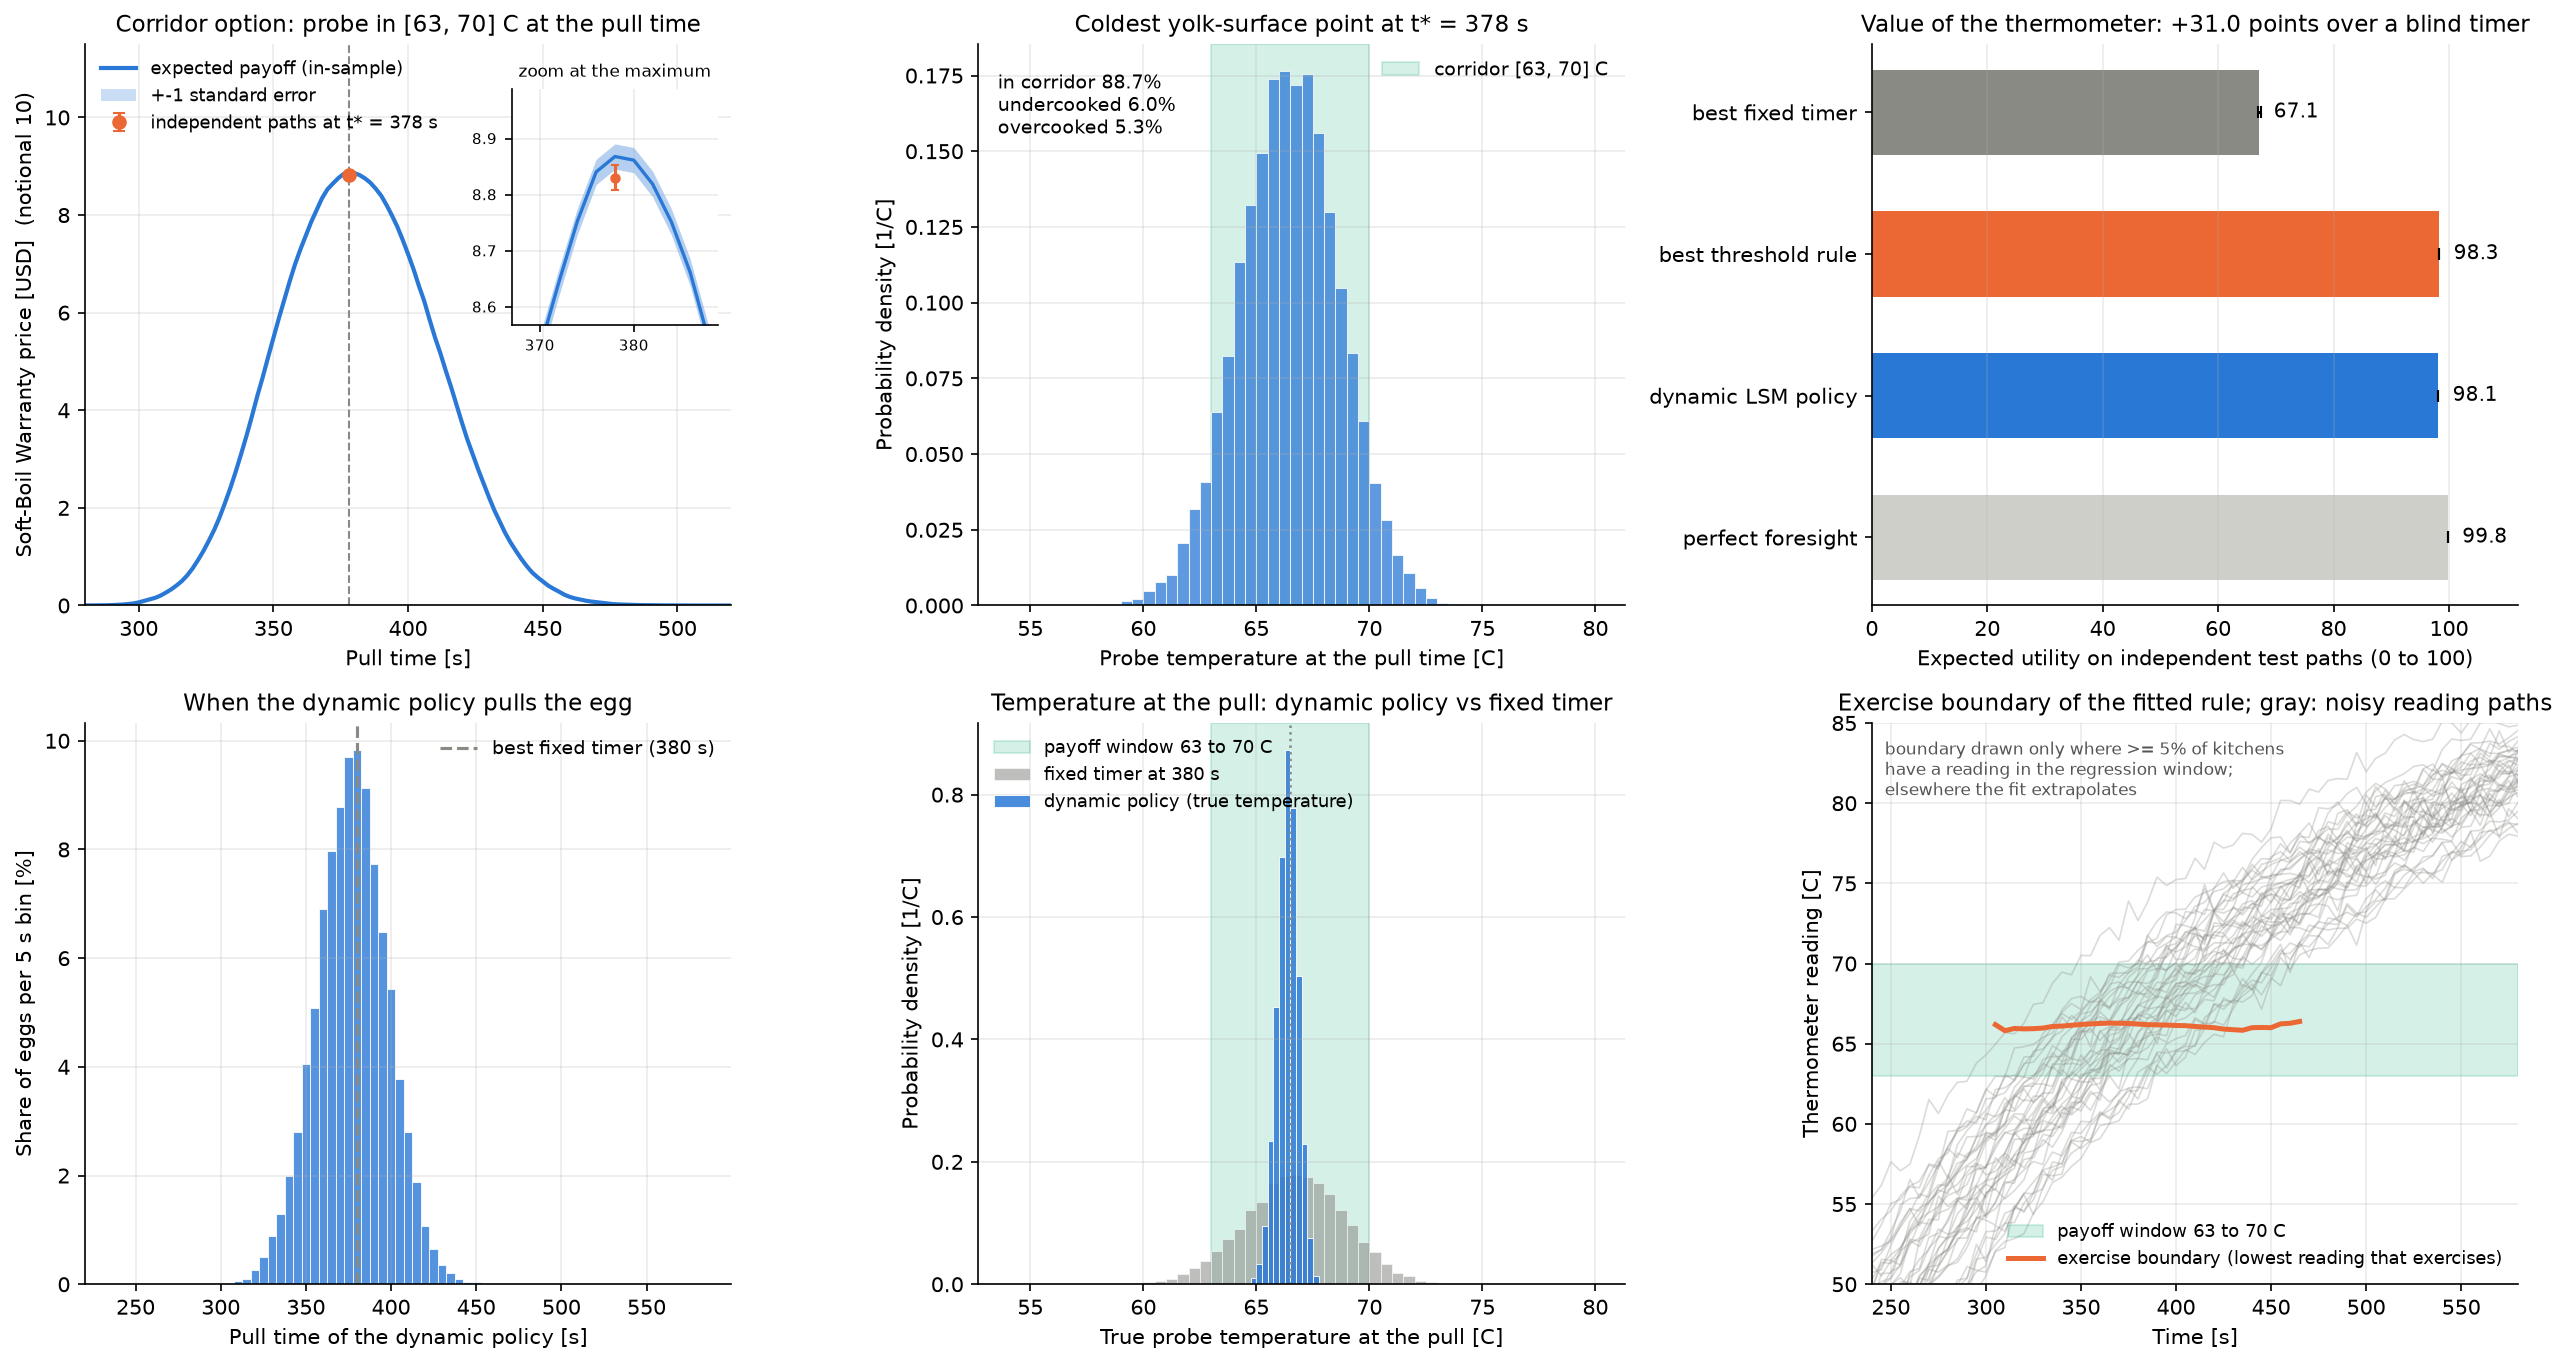 Corridor option: probe in [63, 70] C at the pull time
expected payoff (in-sample)
+-1 standard error
independent paths at t* = 378 s
zoom at the maximum
8.9
8.8
8.7
8.6
370 380
Soft-Boil Warranty price [USD] (notional 10)
10
8
6
4
2
0
300 350 400 450 500
Pull time [s]
Coldest yolk-surface point at t* = 378 s
in corridor 88.7%
undercooked 6.0%
overcooked 5.3%
corridor [63, 70] C
Probability density [1/C]
0.175
0.150
0.125
0.100
0.075
0.050
0.025
0.000
55 60 65 70 75 80
Probe temperature at the pull time [C]
Value of the thermometer: +31.0 points over a blind timer
best fixed timer
67.1
best threshold rule
98.3
dynamic LSM policy
98.1
perfect foresight
99.8
0 20 40 60 80 100
Expected utility on independent test paths (0 to 100)
When the dynamic policy pulls the egg
best fixed timer (380 s)
Share of eggs per 5 s bin [%]
10
8
6
4
2
0
250 300 350 400 450 500 550
Pull time of the dynamic policy [s]
Temperature at the pull: dynamic policy vs fixed timer
payoff window 63 to 70 C
fixed timer at 380 s
dynamic policy (true temperature)
Probability density [1/C]
0.8
0.6
0.4
0.2
0.0
55 60 65 70 75 80
True probe temperature at the pull [C]
Exercise boundary of the fitted rule; gray: noisy reading paths
boundary drawn only where >= 5% of kitchens
have a reading in the regression window;
elsewhere the fit extrapolates
Thermometer reading [C]
85
80
75
70
65
60
55
50
payoff window 63 to 70 C
exercise boundary (lowest reading that exercises)
250 300 350 400 450 500 550
Time [s]